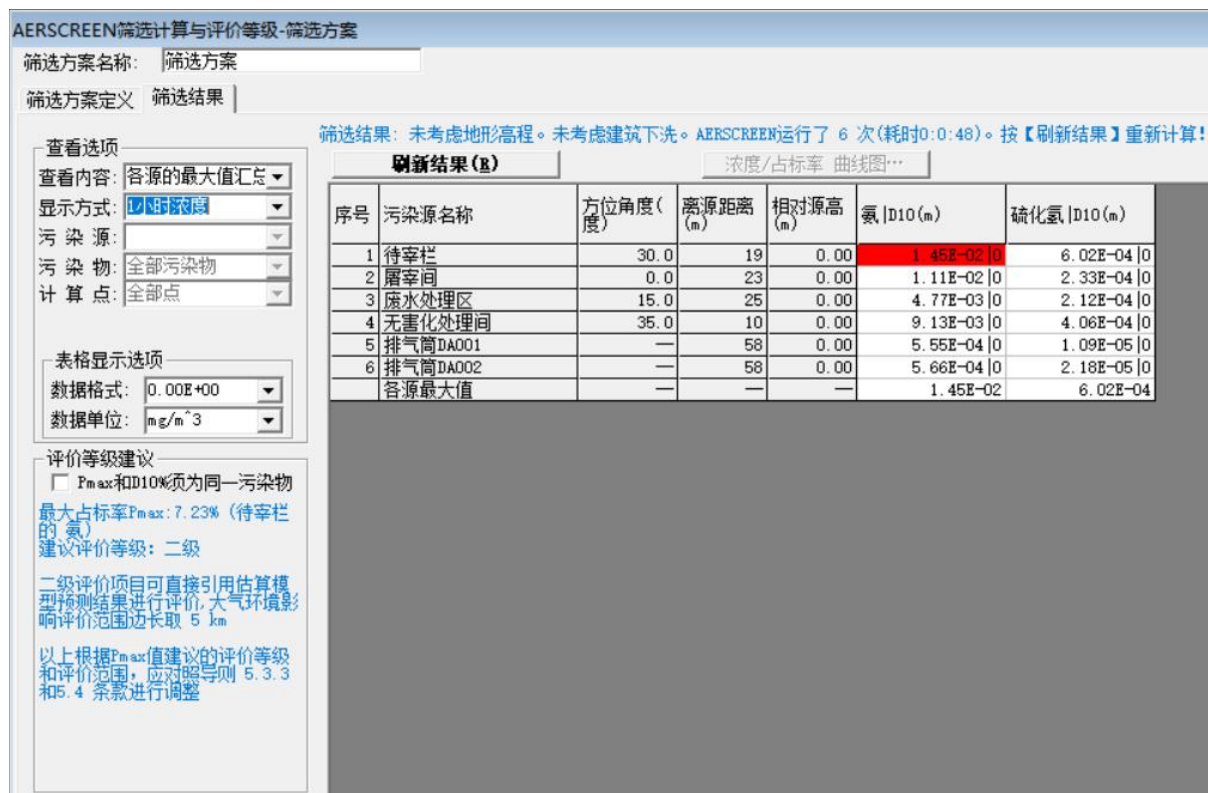 AERSCREEN筛选计算与评价等级-筛选方案
筛选方案名称: 筛选方案
筛选方案定义 筛选结果
筛选结果: 未考虑地形高程。未考虑建筑下洗。AERSCREEN运行了 6 次(耗时0:0:48)。按【刷新结果】重新计算!
刷新结果(R) 浓度/占标率 曲线图…
查看选项
查看内容: 各源的最大值汇总
显示方式: 1小时浓度
污 染 源:
污 染 物: 全部污染物
计 算 点: 全部点
表格显示选项
数据格式: 0.00E+00
数据单位: mg/m^3
评价等级建议
Pmax和D10%须为同一污染物
最大占标率Pmax:7.23% (待宰栏
的 氨)
建议评价等级: 二级
二级评价项目可直接引用估算模
型预测结果进行评价,大气环境影
响评价范围边长取 5 km
以上根据Pmax值建议的评价等级
和评价范围, 应对照导则 5.3.3
和5.4 条款进行调整
序号 污染源名称 方位角度(度) 离源距离(m) 相对源高(m) 氨|D10(m) 硫化氢|D10(m)
1 待宰栏 30.0 19 0.00 1.45E-02|0 6.02E-04|0
2 屠宰间 0.0 23 0.00 1.11E-02|0 2.33E-04|0
3 废水处理区 15.0 25 0.00 4.77E-03|0 2.12E-04|0
4 无害化处理间 35.0 10 0.00 9.13E-03|0 4.06E-04|0
5 排气筒DA001 — 58 0.00 5.55E-04|0 1.09E-05|0
6 排气筒DA002 — 58 0.00 5.66E-04|0 2.18E-05|0
各源最大值 — — — 1.45E-02 6.02E-04